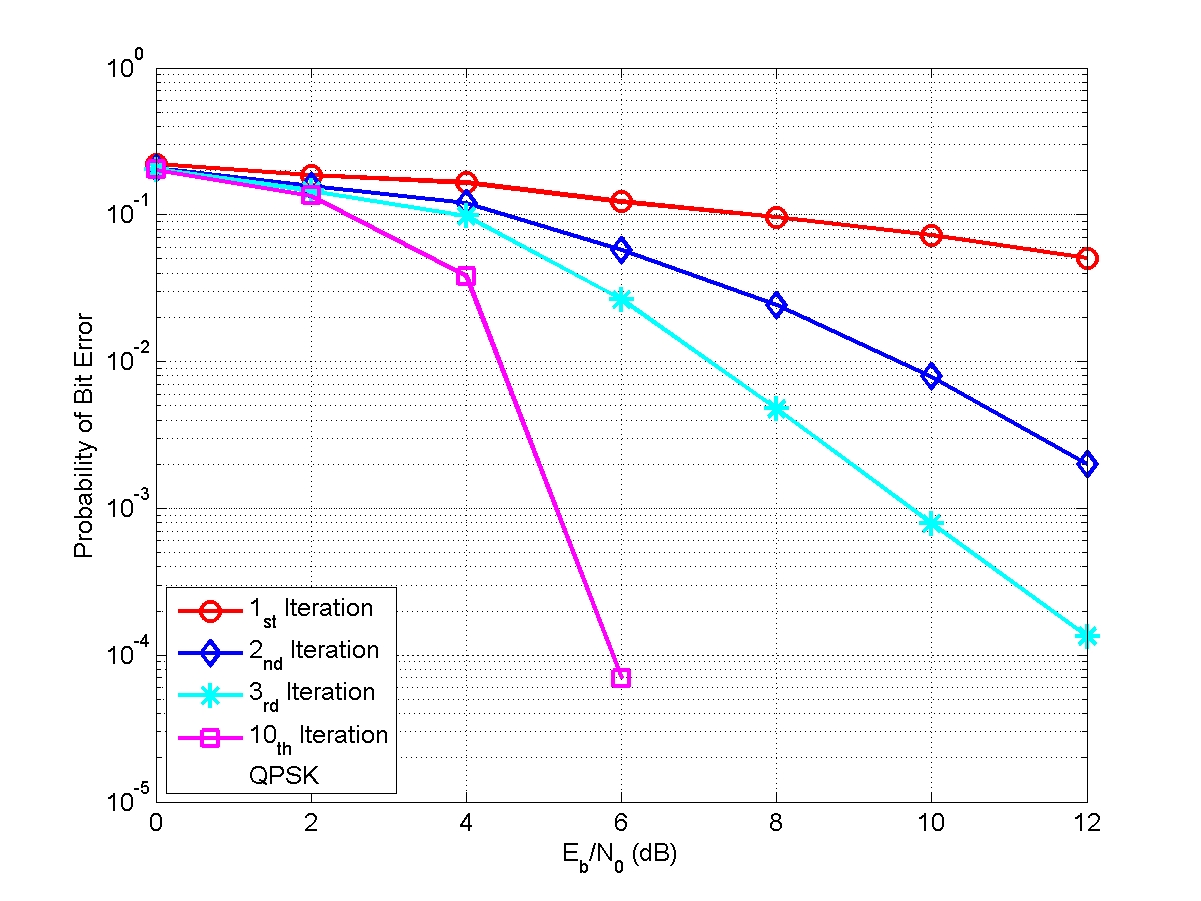 10^0
10^-1
10^-2
10^-3
10^-4
10^-5
Probability of Bit Error
1_st Iteration
2_nd Iteration
3_rd Iteration
10_th Iteration
QPSK
0 2 4 6 8 10 12
E_b/N_0 (dB)